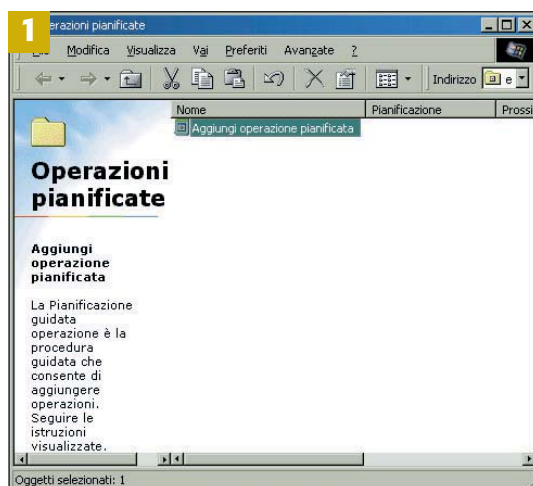 1
erazioni pianificate
Modifica Visualizza Vai Preferiti Avanzate ?
Indirizzo e
Nome Pianificazione Prossi
Aggiungi operazione pianificata
Operazioni
pianificate
Aggiungi
operazione
pianificata
La Pianificazione
guidata
operazione è la
procedura
guidata che
consente di
aggiungere
operazioni.
Seguire le
istruzioni
visualizzate.
Oggetti selezionati: 1